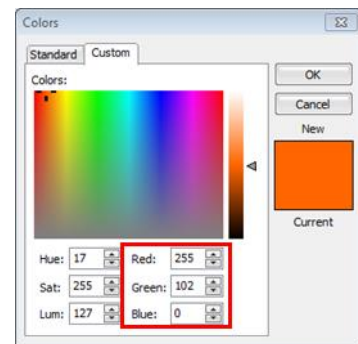 Colors
Standard Custom
Colors:
OK
Cancel
New
Current
Hue: 17 Red: 255
Sat: 255 Green: 102
Lum: 127 Blue: 0